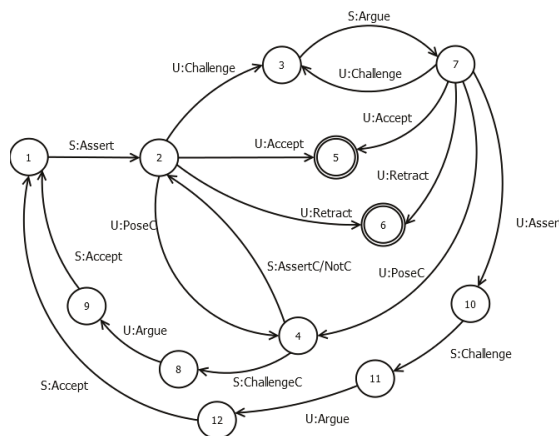 S:Argue
3
7
U:Challenge
U:Challenge
U:Accept
1
S:Assert
2
U:Accept
5
U:Retract
U:Retract
6
U:PoseC
U:Assert
S:AssertC/NotC
U:PoseC
S:Accept
9
10
4
U:Argue
8
S:Challenge
S:Accept
S:ChallengeC
11
12
U:Argue